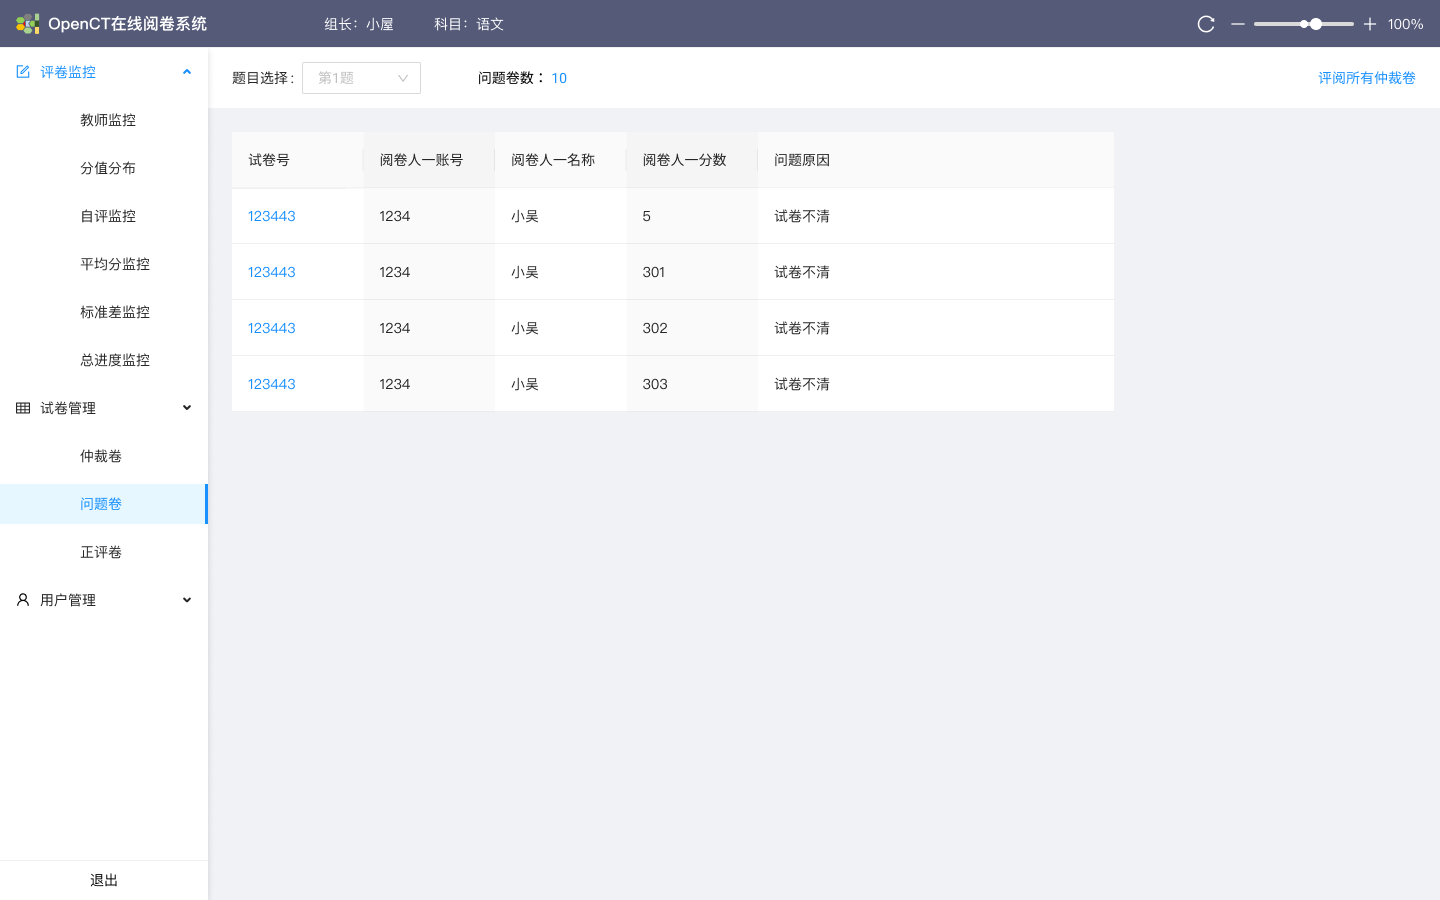 OpenCT在线阅卷系统
组长：小屋
科目：语文
100%
评卷监控
教师监控
分值分布
自评监控
平均分监控
标准差监控
总进度监控
试卷管理
仲裁卷
问题卷
正评卷
用户管理
退出
题目选择：
第1题
问题卷数：10
评阅所有仲裁卷
试卷号 阅卷人一账号 阅卷人一名称 阅卷人一分数 问题原因
123443 1234 小吴 5 试卷不清
123443 1234 小吴 301 试卷不清
123443 1234 小吴 302 试卷不清
123443 1234 小吴 303 试卷不清